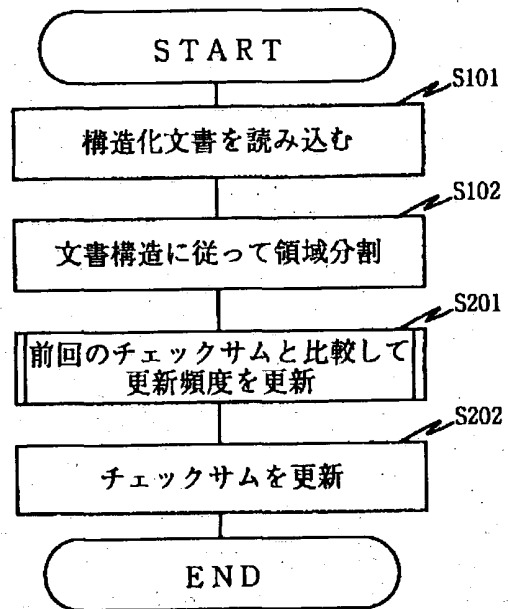 START
S101
構造化文書を読み込む
S102
文書構造に従って領域分割
S201
前回のチェックサムと比較して
更新頻度を更新
S202
チェックサムを更新
END